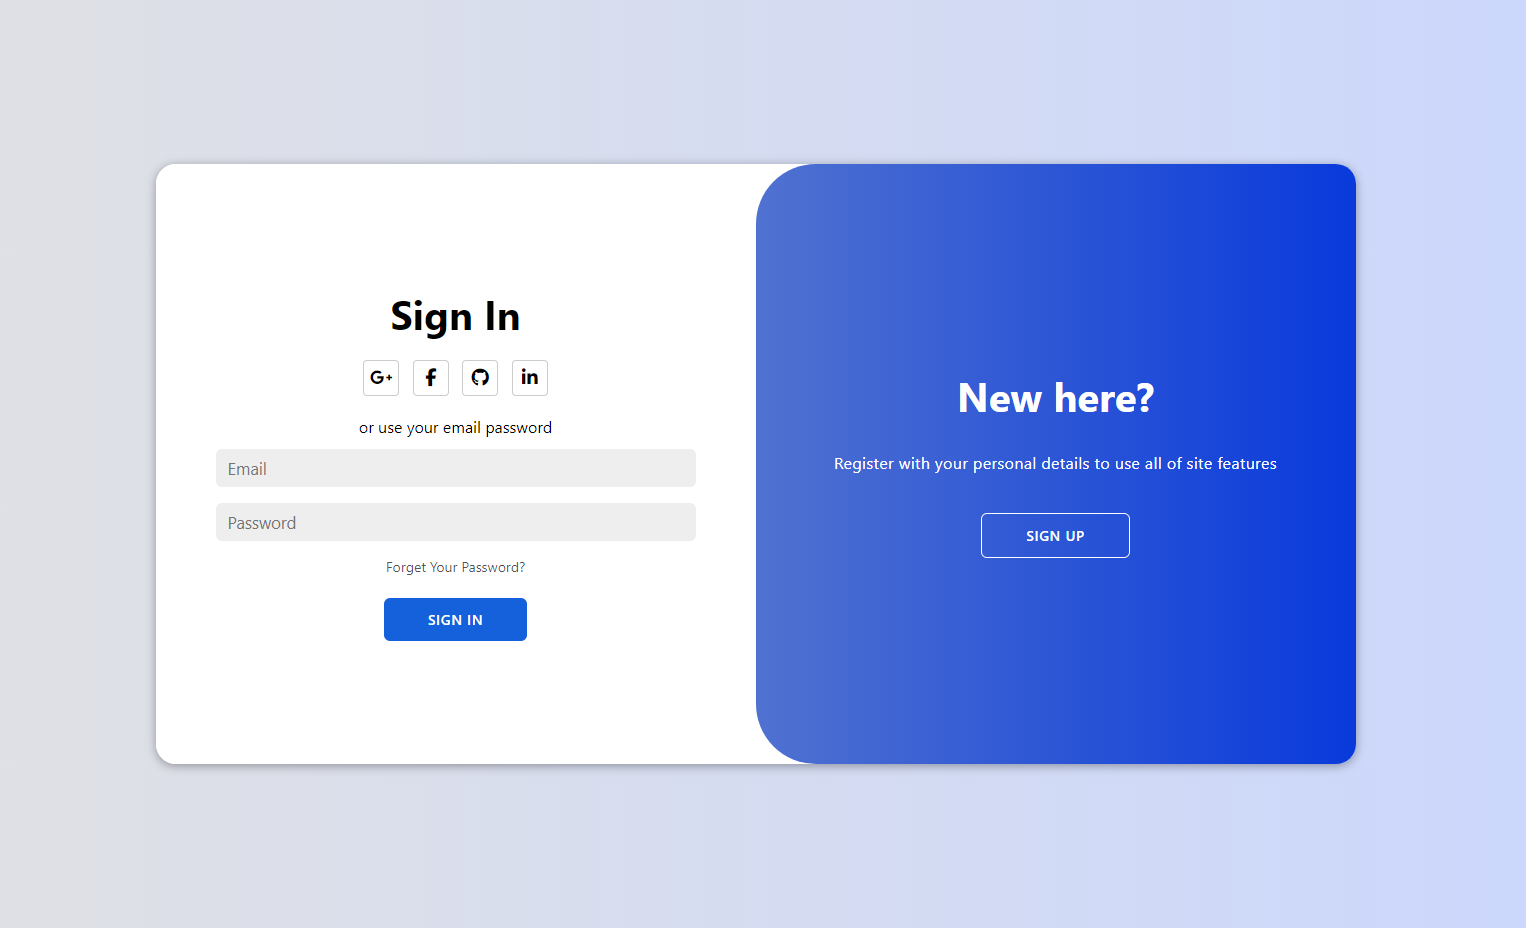 Sign In
G+
f
in
or use your email password
Email
Password
Forget Your Password?
SIGN IN
New here?
Register with your personal details to use all of site features
SIGN UP